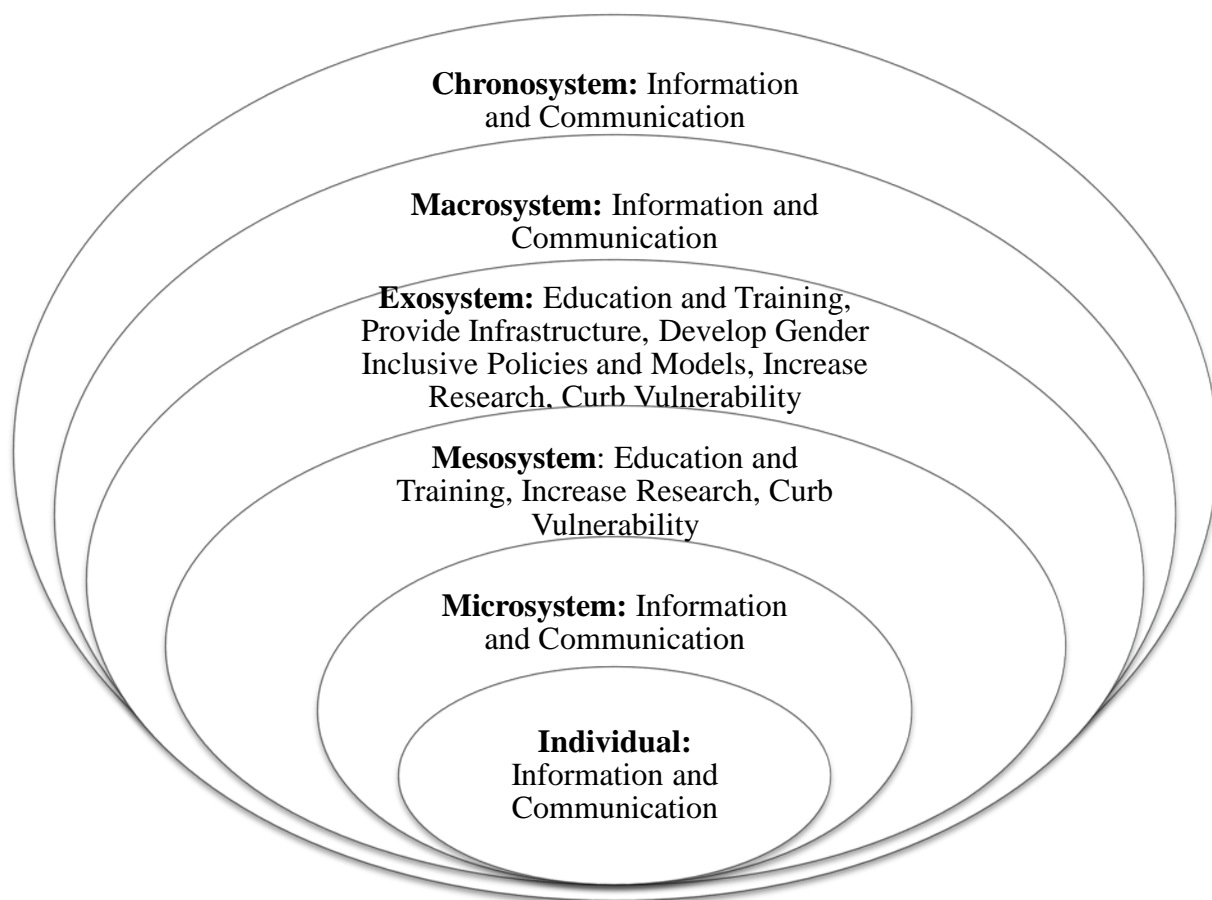 Chronosystem: Information
and Communication
Macrosystem: Information and
Communication
Exosystem: Education and Training,
Provide Infrastructure, Develop Gender
Inclusive Policies and Models, Increase
Research, Curb Vulnerability
Mesosystem: Education and
Training, Increase Research, Curb
Vulnerability
Microsystem: Information
and Communication
Individual:
Information and
Communication